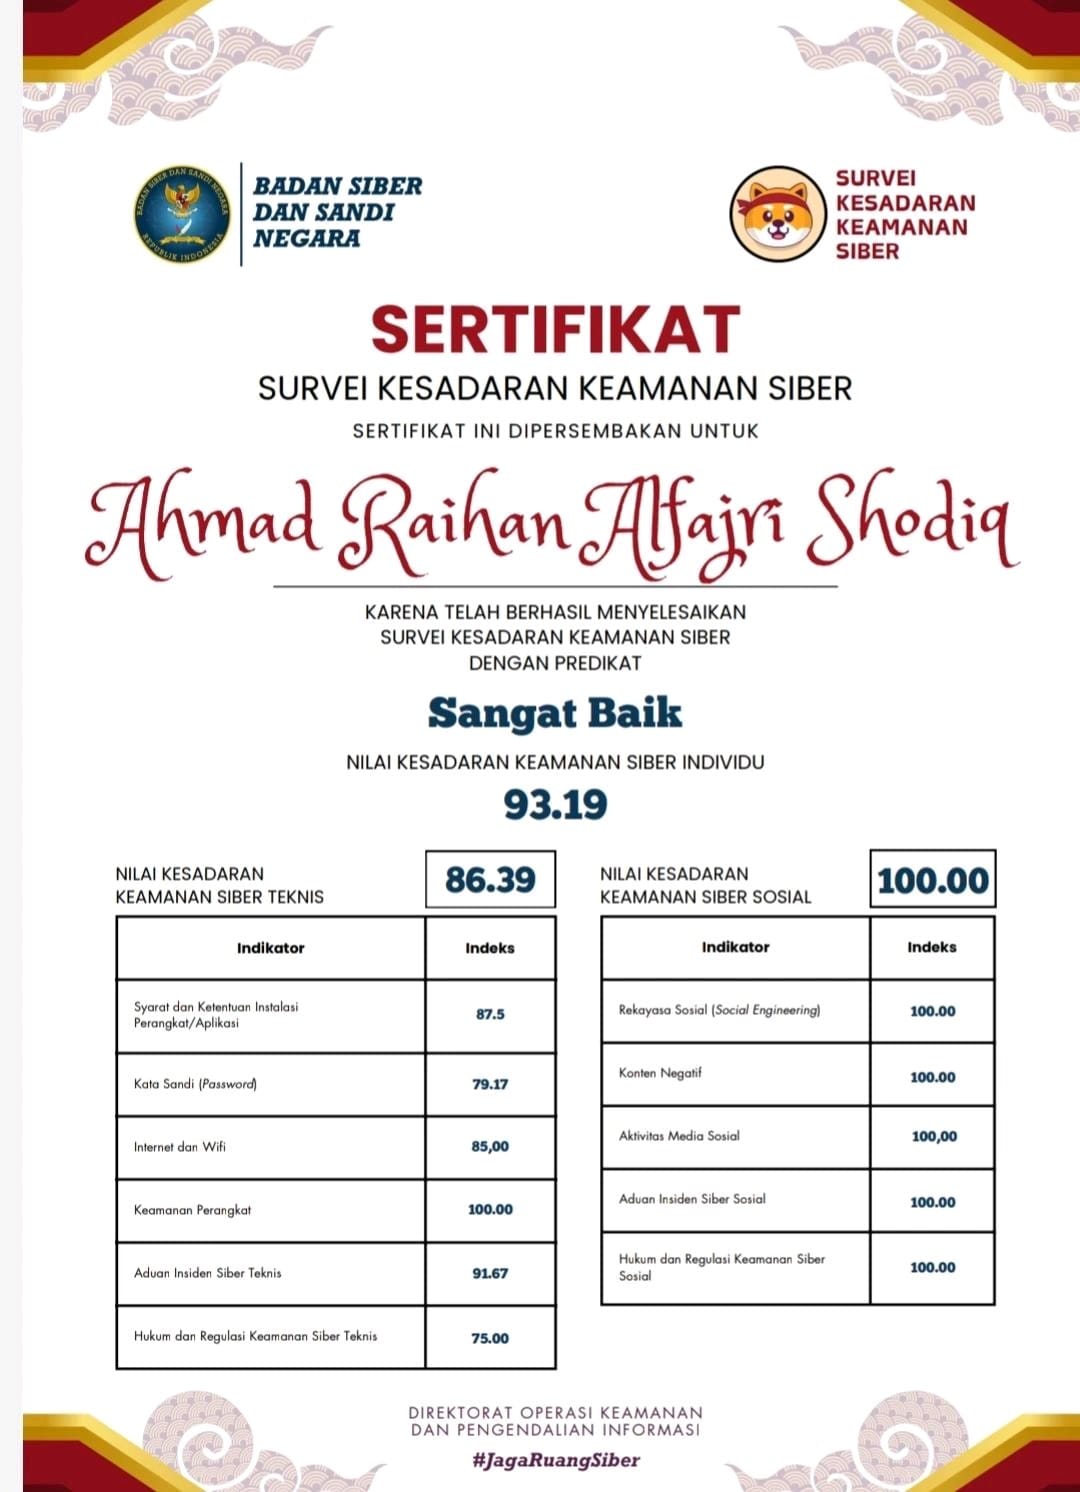 BADAN SIBER DAN SANDI NEGARA
REPUBLIK INDONESIA
BADAN SIBER
DAN SANDI
NEGARA
SURVEI
KESADARAN
KEAMANAN
SIBER
SERTIFIKAT
SURVEI KESADARAN KEAMANAN SIBER
SERTIFIKAT INI DIPERSEMBAKAN UNTUK
Ahmad Raihan Alfajri Shodiq
KARENA TELAH BERHASIL MENYELESAIKAN
SURVEI KESADARAN KEAMANAN SIBER
DENGAN PREDIKAT
Sangat Baik
NILAI KESADARAN KEAMANAN SIBER INDIVIDU
93.19
NILAI KESADARAN
KEAMANAN SIBER TEKNIS
86.39
Indikator Indeks
Syarat dan Ketentuan Instalasi
Perangkat/Aplikasi
87.5
Kata Sandi (Password) 79.17
Internet dan Wifi 85,00
Keamanan Perangkat 100.00
Aduan Insiden Siber Teknis 91.67
Hukum dan Regulasi Keamanan Siber Teknis 75.00
NILAI KESADARAN
KEAMANAN SIBER SOSIAL
100.00
Indikator Indeks
Rekayasa Sosial (Social Engineering) 100.00
Konten Negatif 100.00
Aktivitas Media Sosial 100,00
Aduan Insiden Siber Sosial 100.00
Hukum dan Regulasi Keamanan Siber
Sosial
100.00
DIREKTORAT OPERASI KEAMANAN
DAN PENGENDALIAN INFORMASI
#JagaRuangSiber